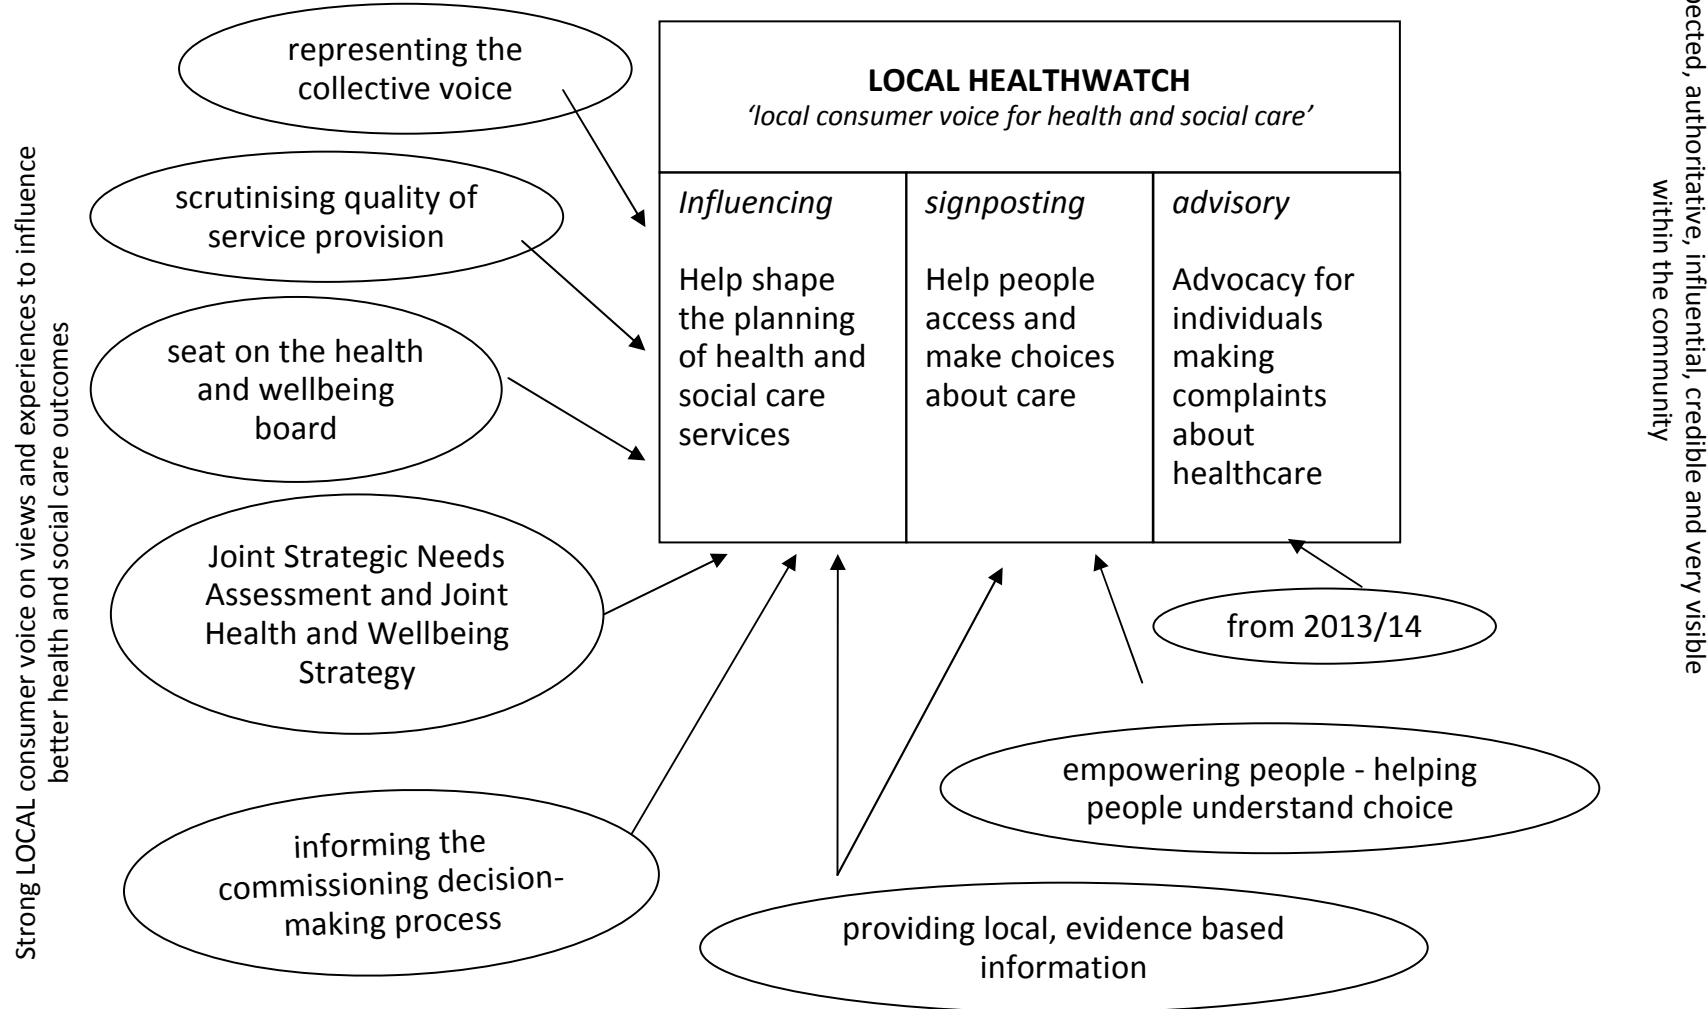 Strong LOCAL consumer voice on views and experiences to influence
better health and social care outcomes
representing the
collective voice
scrutinising quality of
service provision
seat on the health
and wellbeing
board
Joint Strategic Needs
Assessment and Joint
Health and Wellbeing
Strategy
informing the
commissioning decision-
making process
LOCAL HEALTHWATCH
‘local consumer voice for health and social care’
Influencing
Help shape
the planning
of health and
social care
services
signposting
Help people
access and
make choices
about care
advisory
Advocacy for
individuals
making
complaints
about
healthcare
from 2013/14
empowering people - helping
people understand choice
providing local, evidence based
information
authoritative, influential, credible and very visible
within the community